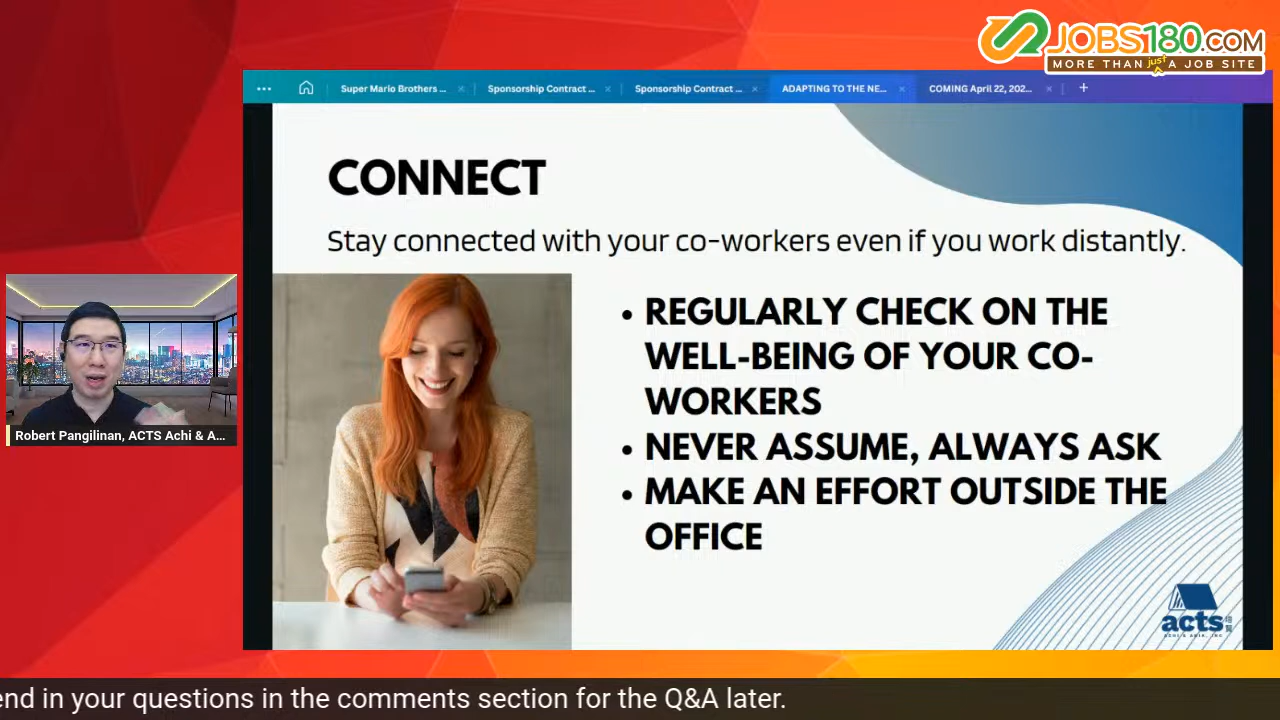 JOBS180.COM
MORE THAN just A JOB SITE
Super Mario Brothers ...
Sponsorship Contract ...
Sponsorship Contract ...
ADAPTING TO THE NE...
COMING April 22, 202...
CONNECT
Stay connected with your co-workers even if you work distantly.
• REGULARLY CHECK ON THE
WELL-BEING OF YOUR CO-
WORKERS
• NEVER ASSUME, ALWAYS ASK
• MAKE AN EFFORT OUTSIDE THE
OFFICE
Robert Pangilinan, ACTS Achi & A...
acts
end in your questions in the comments section for the Q&A later.